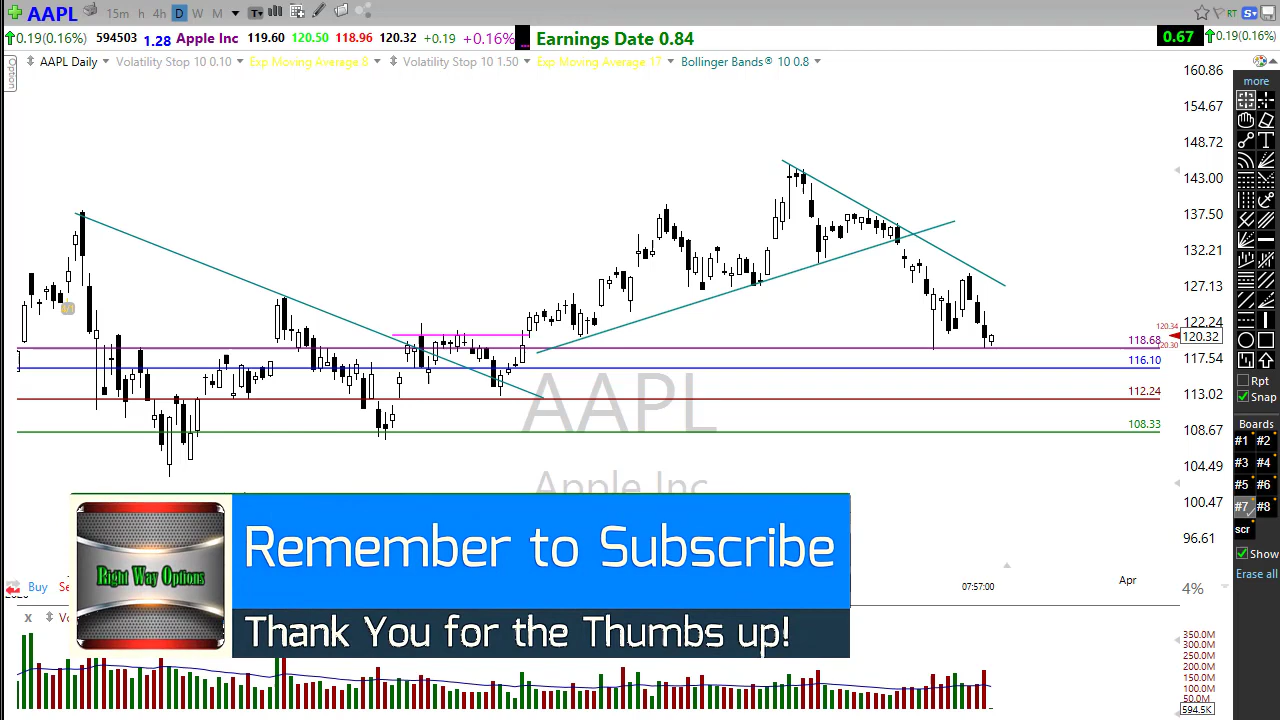 AAPL 15m h 4h D W M T RT S
0.19(0.16%) 594503 1.28 Apple Inc 119.60 120.50 118.96 120.32 +0.19 +0.16% Earnings Date 0.84 0.67 0.19(0.16%)
Option
AAPL Daily Volatility Stop 10 0.10 Exp Moving Average 8 Volatility Stop 10 1.50 Exp Moving Average 17 Bollinger Bands® 10 0.8
more
160.86
154.67
148.72
143.00
137.50
132.21
127.13
122.24
120.34
120.32
118.68 120.30
117.54
116.10
112.24
113.02
108.33
108.67
104.49
100.47
96.61
AAPL
Apple Inc
T
Rpt
Snap
Boards
#1 #2
#3 #4
#5 #6
#7 #8
scr
Show
Erase all
Remember to Subscribe
Right Way Options
Thank You for the Thumbs up!
Buy
07:57:00
Apr
4%
X
350.0M
300.0M
250.0M
200.0M
150.0M
100.0M
50.0M
594.5K